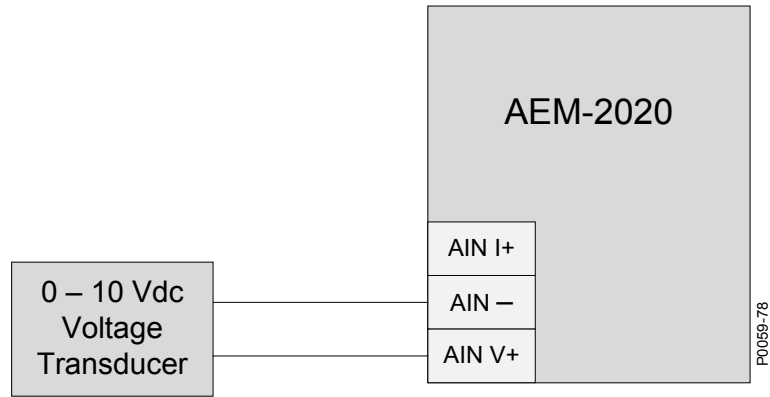 AEM-2020
AIN I+
AIN –
AIN V+
0 – 10 Vdc
Voltage
Transducer
P0059-78